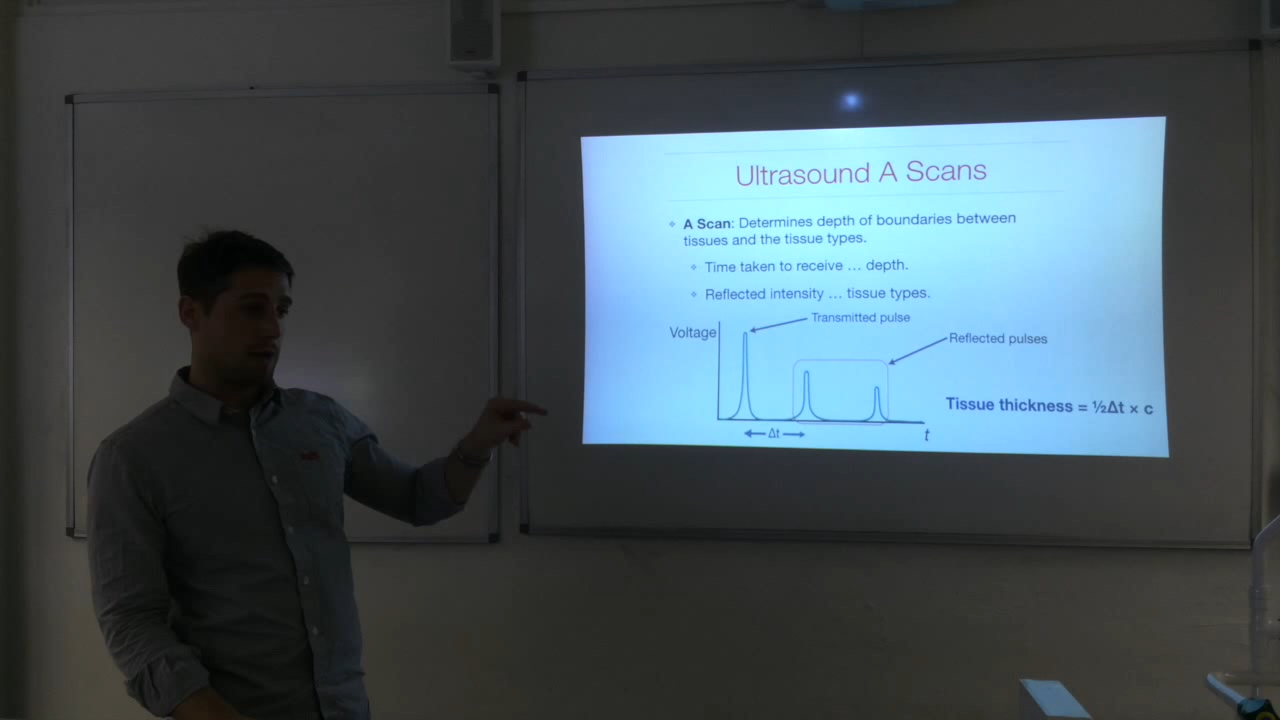 Ultrasound A Scans
A Scan: Determines depth of boundaries between
tissues and the tissue types.
Time taken to receive … depth.
Reflected intensity … tissue types.
Transmitted pulse
Voltage
Reflected pulses
Tissue thickness = ½Δt × c
Δt
t